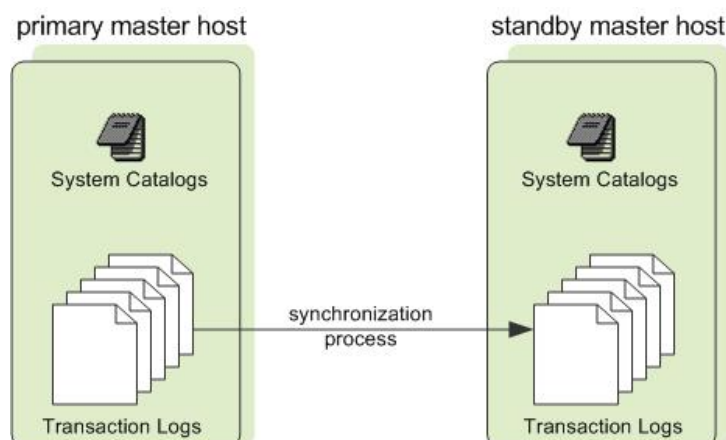 primary master host
standby master host
System Catalogs
System Catalogs
synchronization
process
Transaction Logs
Transaction Logs